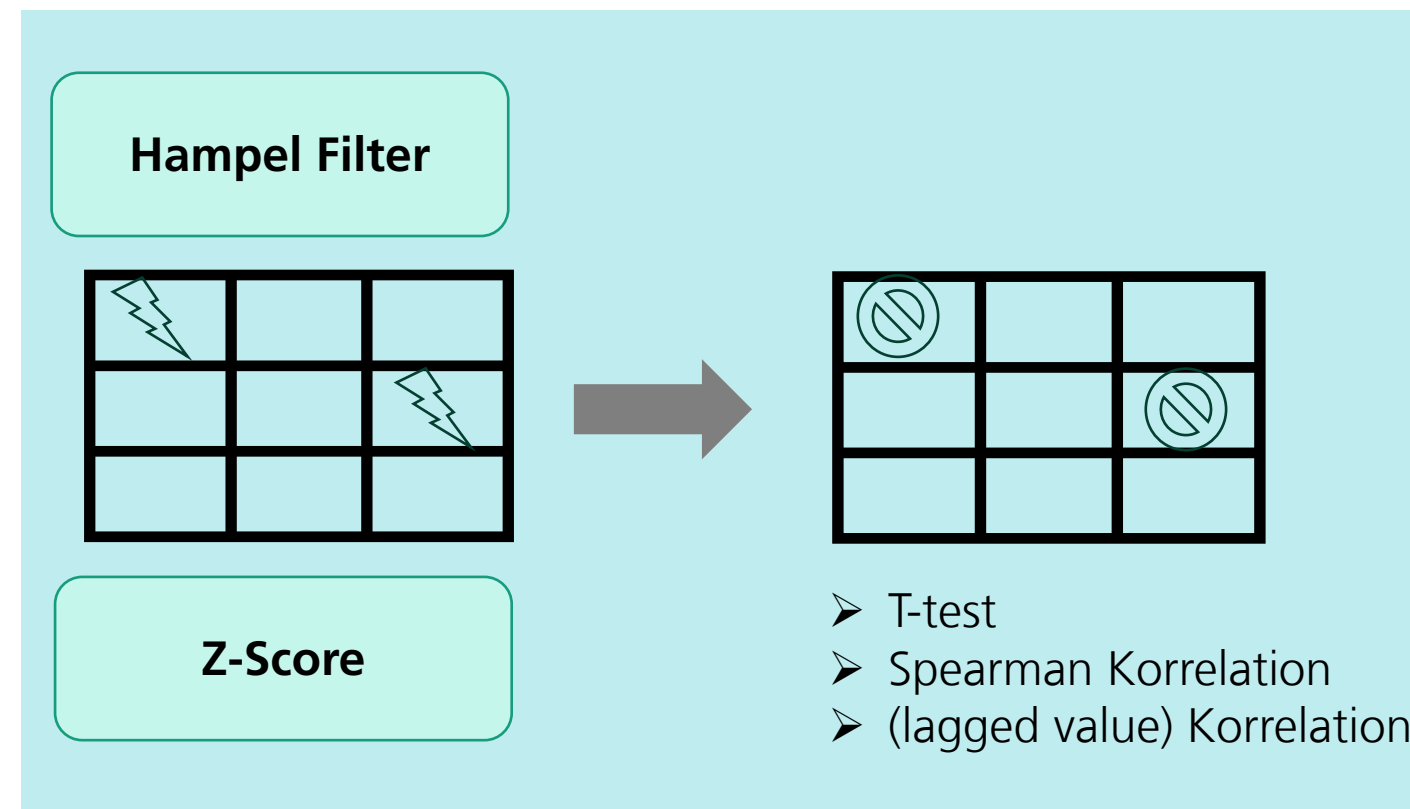 Hampel Filter
Z-Score
➢ T-test
➢ Spearman Korrelation
➢ (lagged value) Korrelation